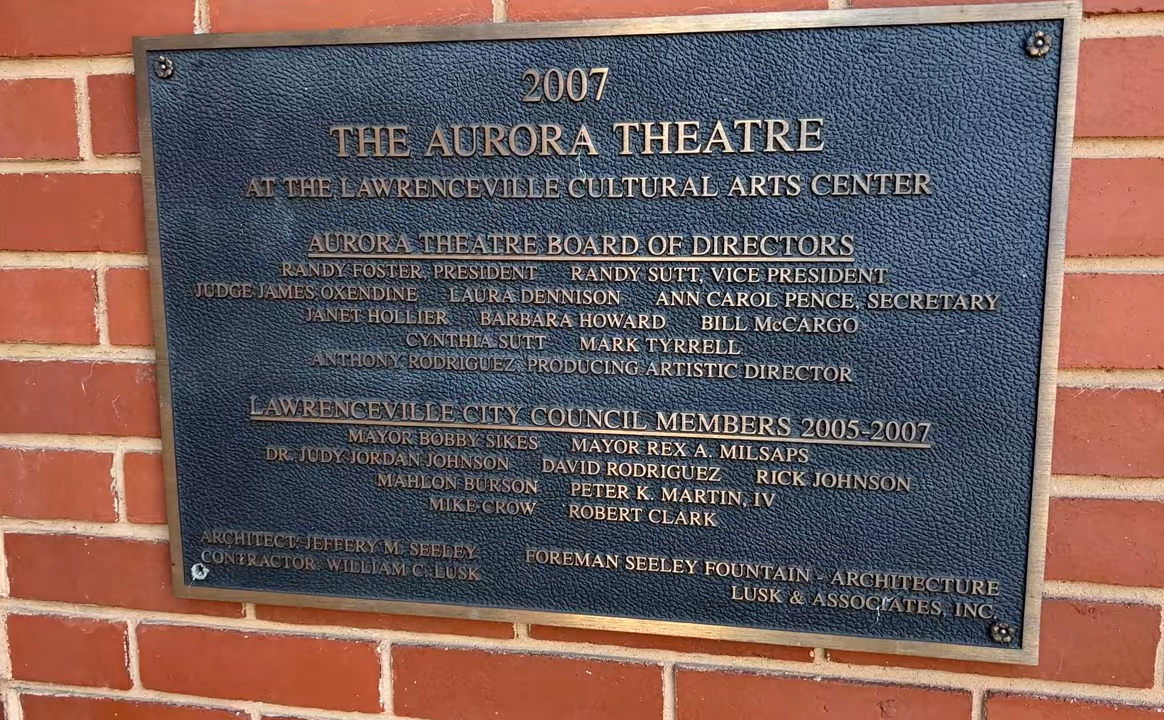 2007
THE AURORA THEATRE
AT THE LAWRENCEVILLE CULTURAL ARTS CENTER
AURORA THEATRE BOARD OF DIRECTORS
RANDY FOSTER, PRESIDENT RANDY SUTT, VICE PRESIDENT
JUDGE JAMES OXENDINE LAURA DENNISON ANN CAROL PENCE, SECRETARY
JANET HOLLIER BARBARA HOWARD BILL McCARGO
CYNTHIA SUTT MARK TYRRELL
ANTHONY RODRIGUEZ, PRODUCING ARTISTIC DIRECTOR
LAWRENCEVILLE CITY COUNCIL MEMBERS 2005-2007
MAYOR BOBBY SIKES MAYOR REX A. MILSAPS
DR. JUDY JORDAN JOHNSON DAVID RODRIGUEZ RICK JOHNSON
MAHLON BURSON PETER K. MARTIN, IV
MIKE CROW ROBERT CLARK
ARCHITECT: JEFFERY M. SEELEY FOREMAN SEELEY FOUNTAIN - ARCHITECTURE
CONTRACTOR: WILLIAM C. LUSK LUSK & ASSOCIATES, INC.